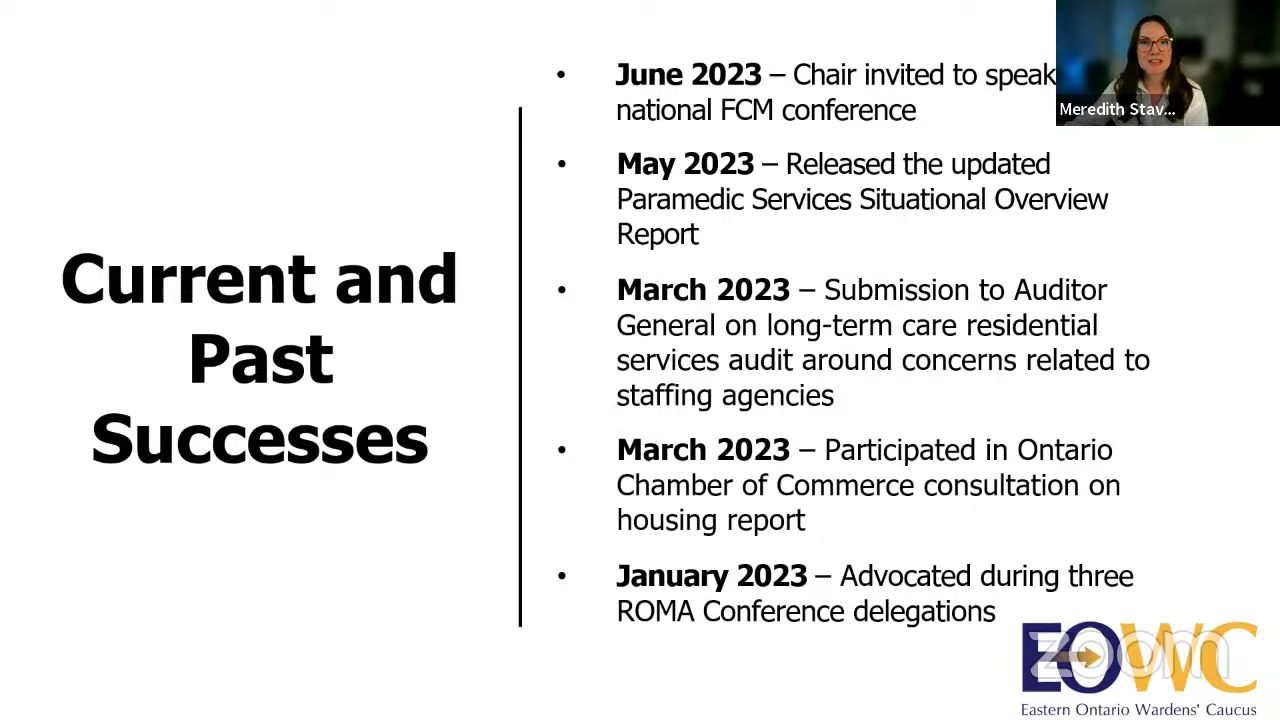 Current and
Past
Successes
• June 2023 – Chair invited to speak
national FCM conference
• May 2023 – Released the updated
Paramedic Services Situational Overview
Report
• March 2023 – Submission to Auditor
General on long-term care residential
services audit around concerns related to
staffing agencies
• March 2023 – Participated in Ontario
Chamber of Commerce consultation on
housing report
• January 2023 – Advocated during three
ROMA Conference delegations
Meredith Stav...
EOWC
zoom
Eastern Ontario Wardens' Caucus